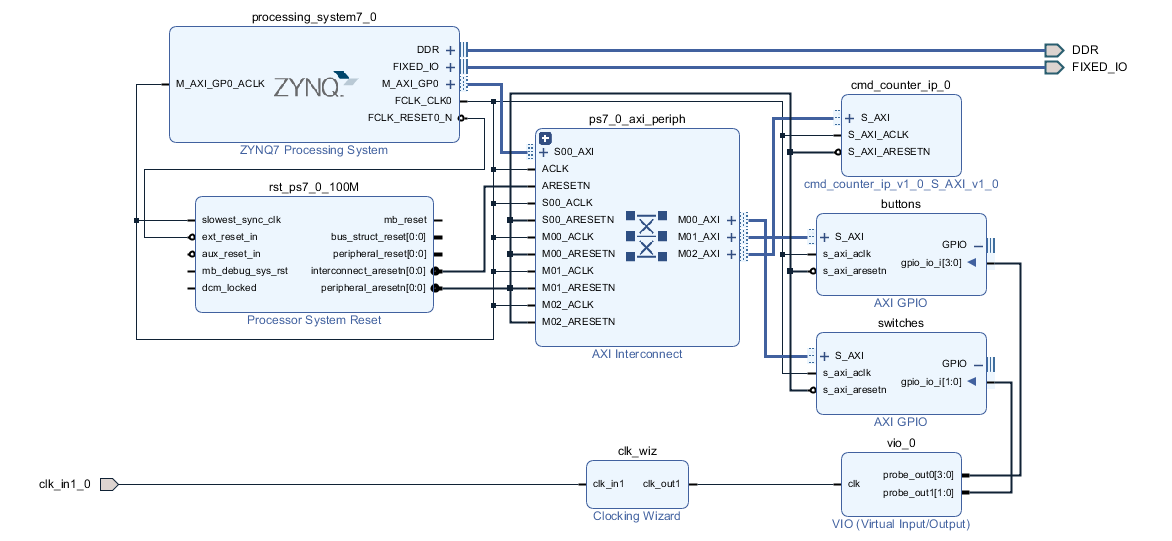 processing_system7_0
DDR
FIXED_IO
M_AXI_GP0_ACLK
ZYNQ
M_AXI_GP0
FCLK_CLK0
FCLK_RESET0_N
ZYNQ7 Processing System
DDR
FIXED_IO
rst_ps7_0_100M
slowest_sync_clk
mb_reset
ext_reset_in
bus_struct_reset[0:0]
aux_reset_in
peripheral_reset[0:0]
mb_debug_sys_rst
interconnect_aresetn[0:0]
dcm_locked
peripheral_aresetn[0:0]
Processor System Reset
ps7_0_axi_periph
S00_AXI
ACLK
ARESETN
S00_ACLK
S00_ARESETN
M00_AXI
M00_ACLK
M01_AXI
M00_ARESETN
M02_AXI
M01_ACLK
M01_ARESETN
M02_ACLK
M02_ARESETN
AXI Interconnect
cmd_counter_ip_0
S_AXI
S_AXI_ACLK
S_AXI_ARESETN
cmd_counter_ip_v1_0_S_AXI_v1_0
buttons
S_AXI
GPIO
s_axi_aclk
gpio_io_i[3:0]
s_axi_aresetn
AXI GPIO
switches
S_AXI
GPIO
s_axi_aclk
gpio_io_i[1:0]
s_axi_aresetn
AXI GPIO
clk_in1_0
clk_wiz
clk_in1
clk_out1
Clocking Wizard
vio_0
clk
probe_out0[3:0]
probe_out1[1:0]
VIO (Virtual Input/Output)